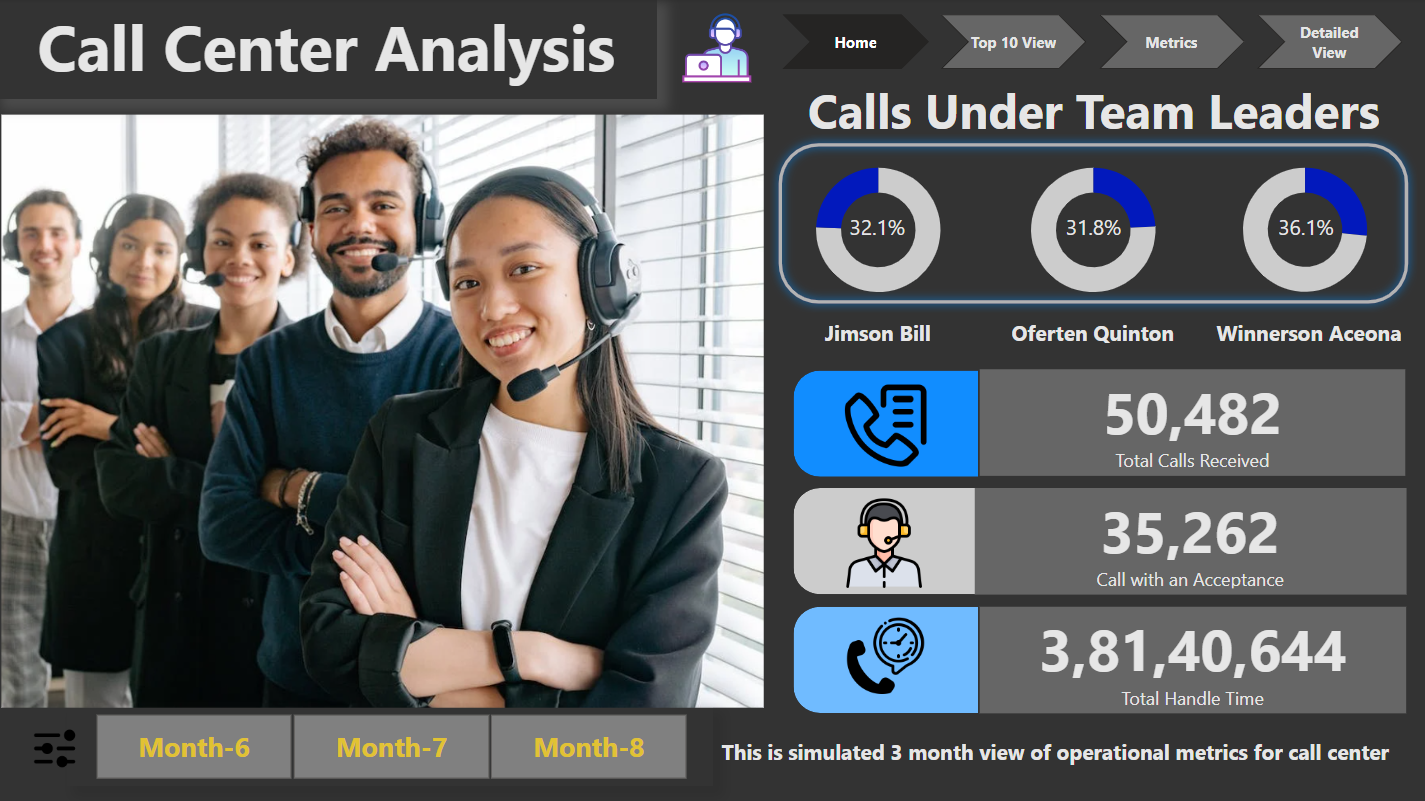 Call Center Analysis
Home
Top 10 View
Metrics
Detailed
View
Calls Under Team Leaders
32.1%
31.8%
36.1%
Jimson Bill
Oferten Quinton
Winnerson Aceona
50,482
Total Calls Received
35,262
Call with an Acceptance
3,81,40,644
Total Handle Time
Month-6
Month-7
Month-8
This is simulated 3 month view of operational metrics for call center